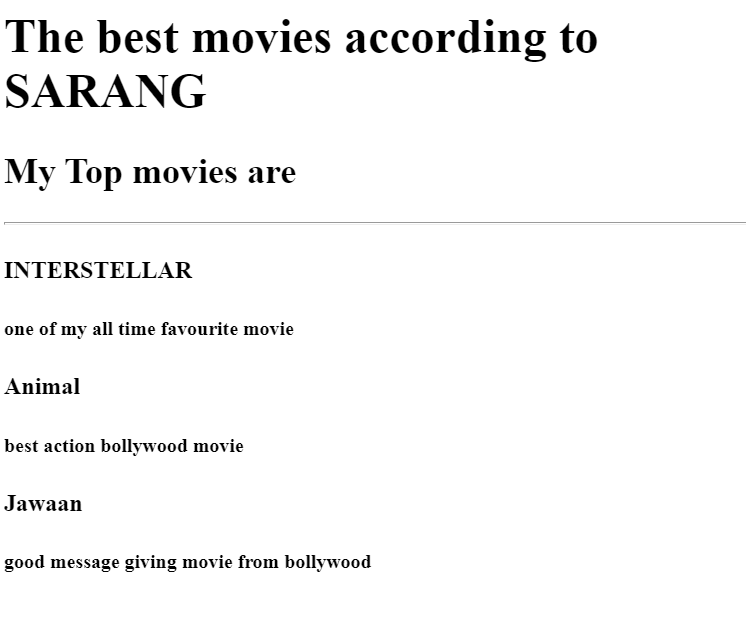 The best movies according to
SARANG
My Top movies are
INTERSTELLAR
one of my all time favourite movie
Animal
best action bollywood movie
Jawaan
good message giving movie from bollywood